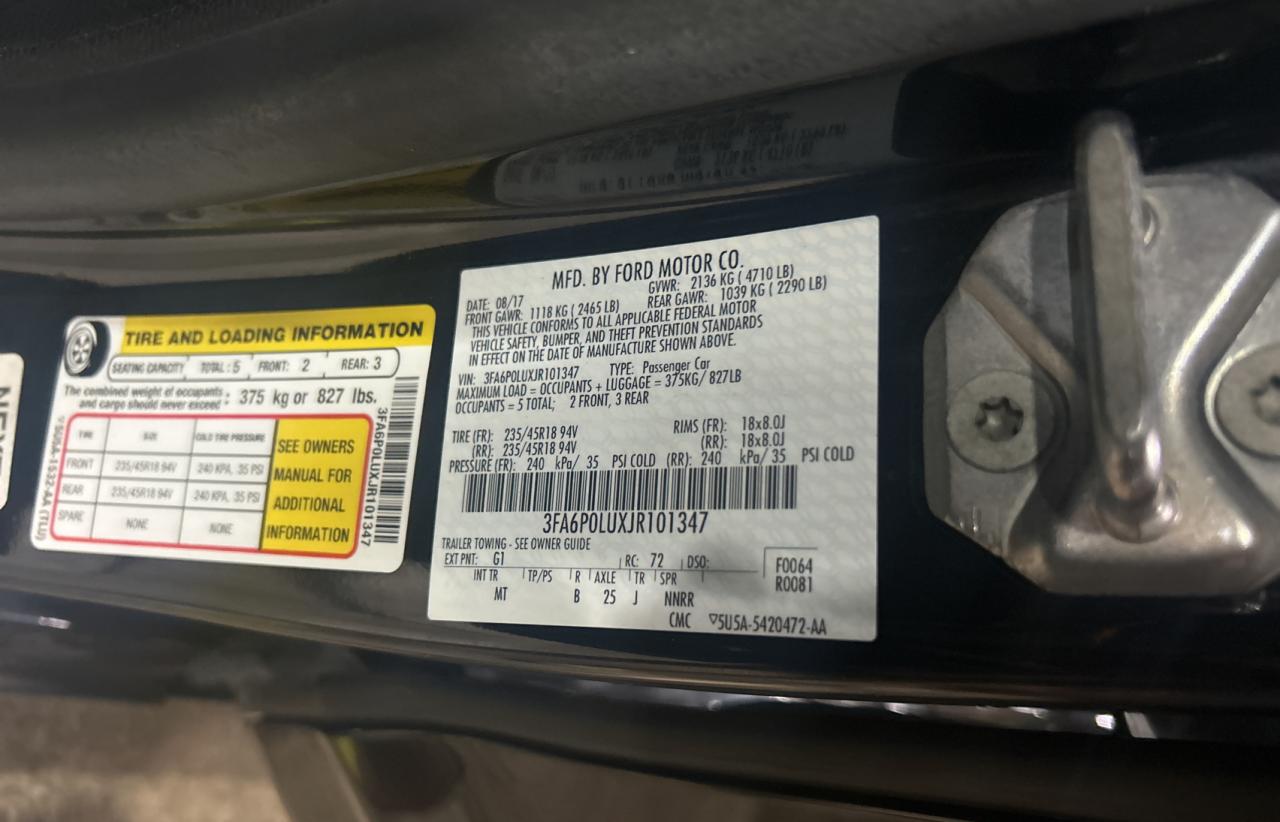 MFD. BY FORD MOTOR CO.
DATE: 08/17 GVWR: 2136 KG ( 4710 LB)
FRONT GAWR: 1118 KG ( 2465 LB) REAR GAWR: 1039 KG ( 2290 LB)
THIS VEHICLE CONFORMS TO ALL APPLICABLE FEDERAL MOTOR
VEHICLE SAFETY, BUMPER, AND THEFT PREVENTION STANDARDS
IN EFFECT ON THE DATE OF MANUFACTURE SHOWN ABOVE.
VIN: 3FA6P0LUXJR101347 TYPE: Passenger Car
MAXIMUM LOAD = OCCUPANTS + LUGGAGE = 375KG/ 827LB
OCCUPANTS = 5 TOTAL; 2 FRONT, 3 REAR
TIRE (FR): 235/45R18 94V RIMS (FR): 18x8.0J
(RR): 235/45R18 94V (RR): 18x8.0J
PRESSURE (FR): 240 kPa/ 35 PSI COLD (RR): 240 kPa/ 35 PSI COLD
3FA6P0LUXJR101347
TRAILER TOWING - SEE OWNER GUIDE
EXT PNT: G1 RC: 72 DSO: F0064
R0081
INT TR TP/PS R AXLE TR SPR
MT B 25 J NNRR
CMC ▽5U5A-5420472-AA
TIRE AND LOADING INFORMATION
SEATING CAPACITY TOTAL : 5 FRONT: 2 REAR: 3
The combined weight of occupants
and cargo should never exceed : 375 kg or 827 lbs.
TIRE SIZE COLD TIRE PRESSURE
FRONT 235/45R18 94V 240 KPA, 35 PSI
REAR 235/45R18 94V 240 KPA, 35 PSI
SPARE NONE NONE
SEE OWNERS
MANUAL FOR
ADDITIONAL
INFORMATION
3FA6P0LUXJR101347